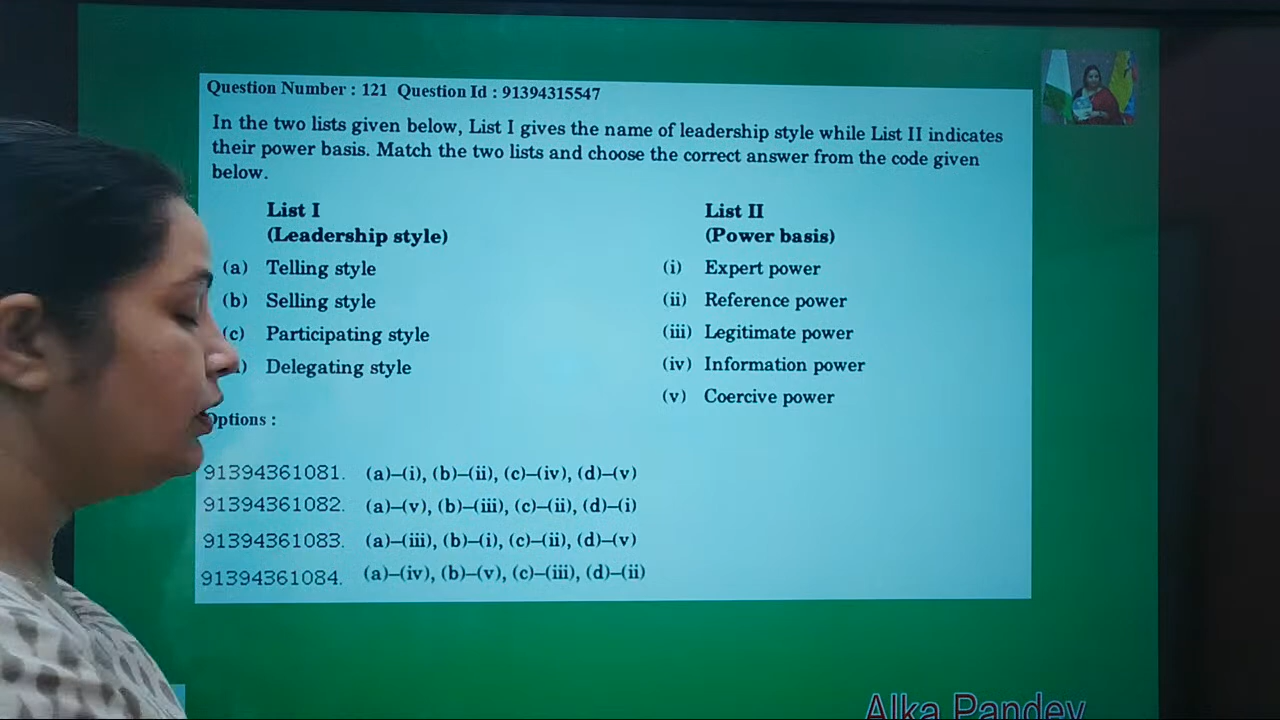 Question Number : 121 Question Id : 91394315547
In the two lists given below, List I gives the name of leadership style while List II indicates
their power basis. Match the two lists and choose the correct answer from the code given
below.
List I List II
(Leadership style) (Power basis)
(a) Telling style (i) Expert power
(b) Selling style (ii) Reference power
(c) Participating style (iii) Legitimate power
) Delegating style (iv) Information power
(v) Coercive power
Options :
91394361081. (a)–(i), (b)–(ii), (c)–(iv), (d)–(v)
91394361082. (a)–(v), (b)–(iii), (c)–(ii), (d)–(i)
91394361083. (a)–(iii), (b)–(i), (c)–(ii), (d)–(v)
91394361084. (a)–(iv), (b)–(v), (c)–(iii), (d)–(ii)
Alka Pandey